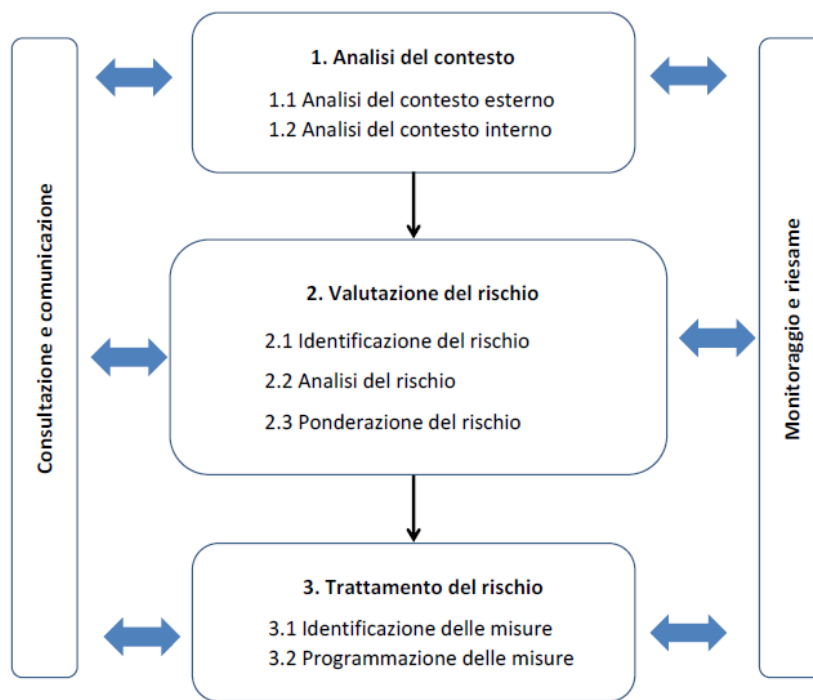 Consultazione e comunicazione
1. Analisi del contesto
1.1 Analisi del contesto esterno
1.2 Analisi del contesto interno
2. Valutazione del rischio
2.1 Identificazione del rischio
2.2 Analisi del rischio
2.3 Ponderazione del rischio
3. Trattamento del rischio
3.1 Identificazione delle misure
3.2 Programmazione delle misure
Monitoraggio e riesame